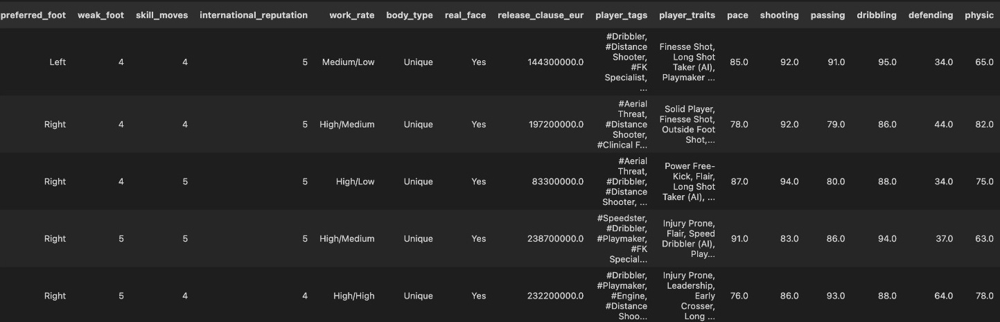 preferred_foot weak_foot skill_moves international_reputation work_rate body_type real_face release_clause_eur player_tags player_traits pace shooting passing dribbling defending physic
#Dribbler,
#Distance Finesse Shot,
Shooter, Long Shot
Left 4 4 5 Medium/Low Unique Yes 144300000.0 #FK Taker (AI), 85.0 92.0 91.0 95.0 34.0 65.0
Specialist, Playmaker ...
...
#Aerial
Threat, Solid Player,
#Distance Finesse Shot,
Right 4 4 5 High/Medium Unique Yes 197200000.0 Shooter, Outside Foot 78.0 92.0 79.0 86.0 44.0 82.0
#Clinical F... Shot,...
#Aerial
Threat, Power Free-
#Dribbler, Kick, Flair,
Right 4 5 5 High/Low Unique Yes 83300000.0 #Distance Long Shot 87.0 94.0 80.0 88.0 34.0 75.0
Shooter, ... Taker (AI), ...
#Speedster,
#Dribbler, Injury Prone,
#Playmaker, Flair, Speed
Right 5 5 5 High/Medium Unique Yes 238700000.0 #FK Dribbler (AI), 91.0 83.0 86.0 94.0 37.0 63.0
Special... Play...
#Dribbler, Injury Prone,
#Playmaker, Leadership,
Right 5 4 4 High/High Unique Yes 232200000.0 #Engine, Early 76.0 86.0 93.0 88.0 64.0 78.0
#Distance Crosser,
Shoo... Long ...